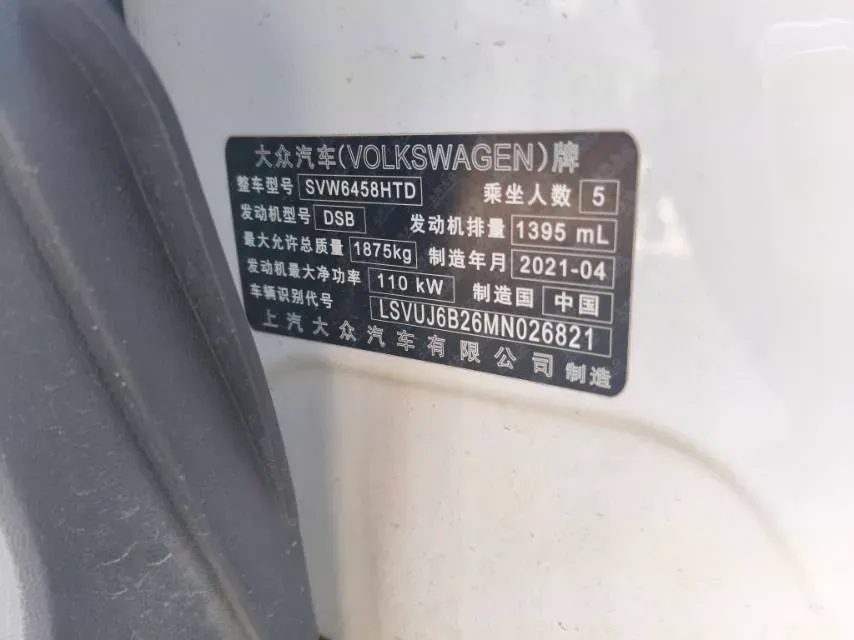 大众汽车(VOLKSWAGEN)牌
整车型号 SVW6458HTD 乘坐人数 5
发动机型号 DSB 发动机排量 1395 mL
最大允许总质量 1875kg 制造年月 2021-04
发动机最大净功率 110 kW 制造国 中国
车辆识别代号 LSVUJ6B26MN026821
上汽大众汽车有限公司 制造